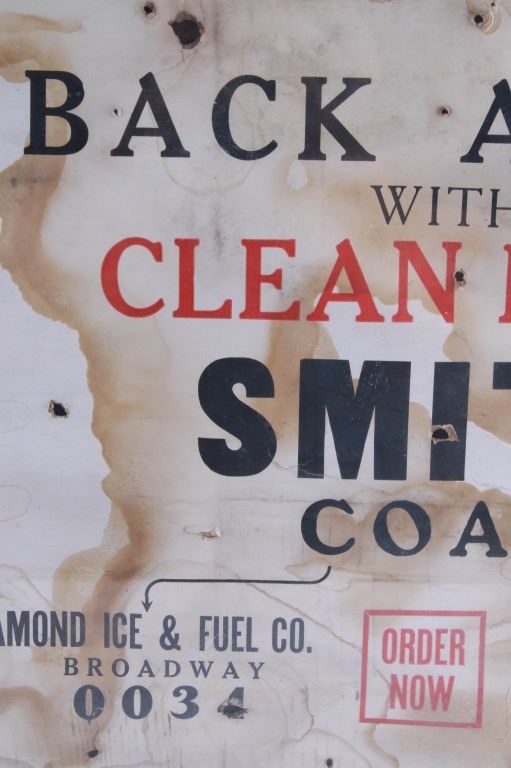 BACK A
WITH
CLEAN
SMIT
COA
AMOND ICE & FUEL CO.
BROADWAY
0034
ORDER
NOW